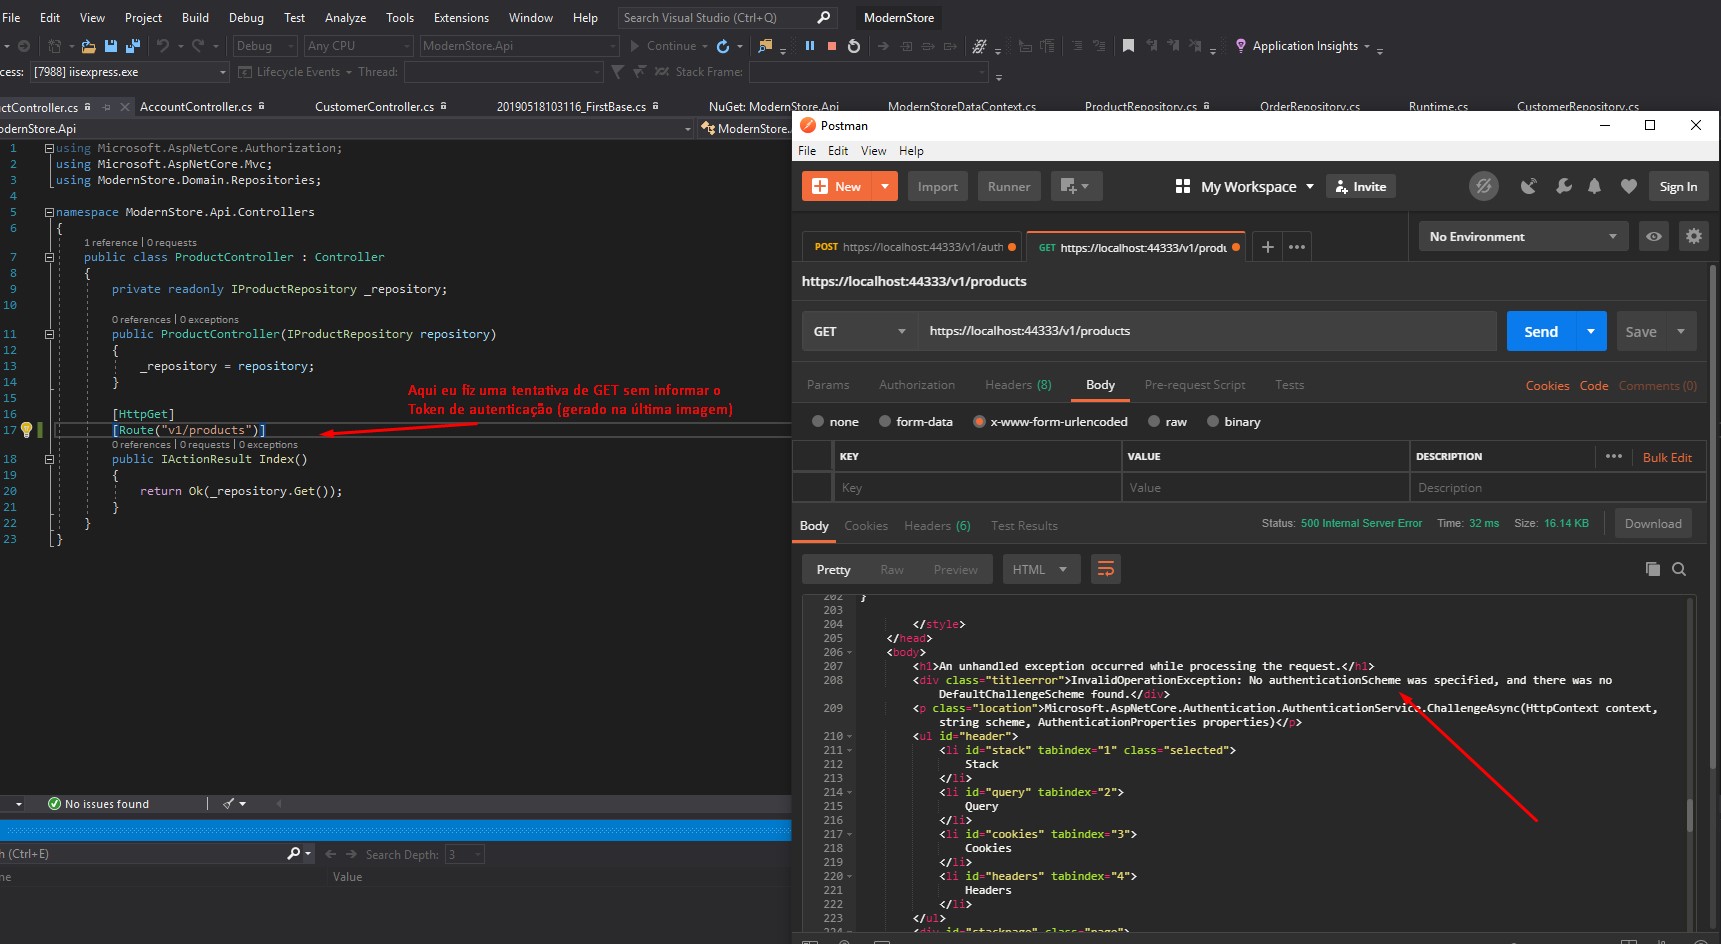 File Edit View Project Build Debug Test Analyze Tools Extensions Window Help Search Visual Studio (Ctrl+Q) ModernStore
Debug Any CPU ModernStore.Api Continue Application Insights
cess: [7988] iisexpress.exe Lifecycle Events Thread: Stack Frame:
ctController.cs AccountController.cs CustomerController.cs 20190518103116_FirstBase.cs NuGet: ModernStore.Api ModernStoreDataContext.cs ProductRepository.cs OrderRepository.cs Runtime.cs CustomerRepository.cs
odernStore.Api ModernStore.
1 using Microsoft.AspNetCore.Authorization;
2 using Microsoft.AspNetCore.Mvc;
3 using ModernStore.Domain.Repositories;
4
5 namespace ModernStore.Api.Controllers
6 {
1 reference | 0 requests
7 public class ProductController : Controller
8 {
9 private readonly IProductRepository _repository;
10
0 references | 0 exceptions
11 public ProductController(IProductRepository repository)
12 {
13 _repository = repository;
14 }
15
16 [HttpGet]
17 [Route("v1/products")]
0 references | 0 requests | 0 exceptions
18 public IActionResult Index()
19 {
20 return Ok(_repository.Get());
21 }
22 }
23 }
Aqui eu fiz uma tentativa de GET sem informar o
Token de autenticação (gerado na última imagem)
No issues found
h (Ctrl+E) Search Depth: 3
me Value
Postman
File Edit View Help
New Import Runner My Workspace Invite Sign In
POST https://localhost:44333/v1/auth GET https://localhost:44333/v1/produ No Environment
https://localhost:44333/v1/products
GET https://localhost:44333/v1/products Send Save
Params Authorization Headers (8) Body Pre-request Script Tests Cookies Code Comments (0)
none form-data x-www-form-urlencoded raw binary
KEY VALUE DESCRIPTION Bulk Edit
Key Value Description
Body Cookies Headers (6) Test Results Status: 500 Internal Server Error Time: 32 ms Size: 16.14 KB Download
Pretty Raw Preview HTML
202 }
203
204 </style>
205 </head>
206 <body>
207 <h1>An unhandled exception occurred while processing the request.</h1>
208 <div class="titleerror">InvalidOperationException: No authenticationScheme was specified, and there was no
DefaultChallengeScheme found.</div>
209 <p class="location">Microsoft.AspNetCore.Authentication.AuthenticationService.ChallengeAsync(HttpContext context,
string scheme, AuthenticationProperties properties)</p>
210 <ul id="header">
211 <li id="stack" tabindex="1" class="selected">
212 Stack
213 </li>
214 <li id="query" tabindex="2">
215 Query
216 </li>
217 <li id="cookies" tabindex="3">
218 Cookies
219 </li>
220 <li id="headers" tabindex="4">
221 Headers
222 </li>
223 </ul>
224 <div id="stackpage" class="page">